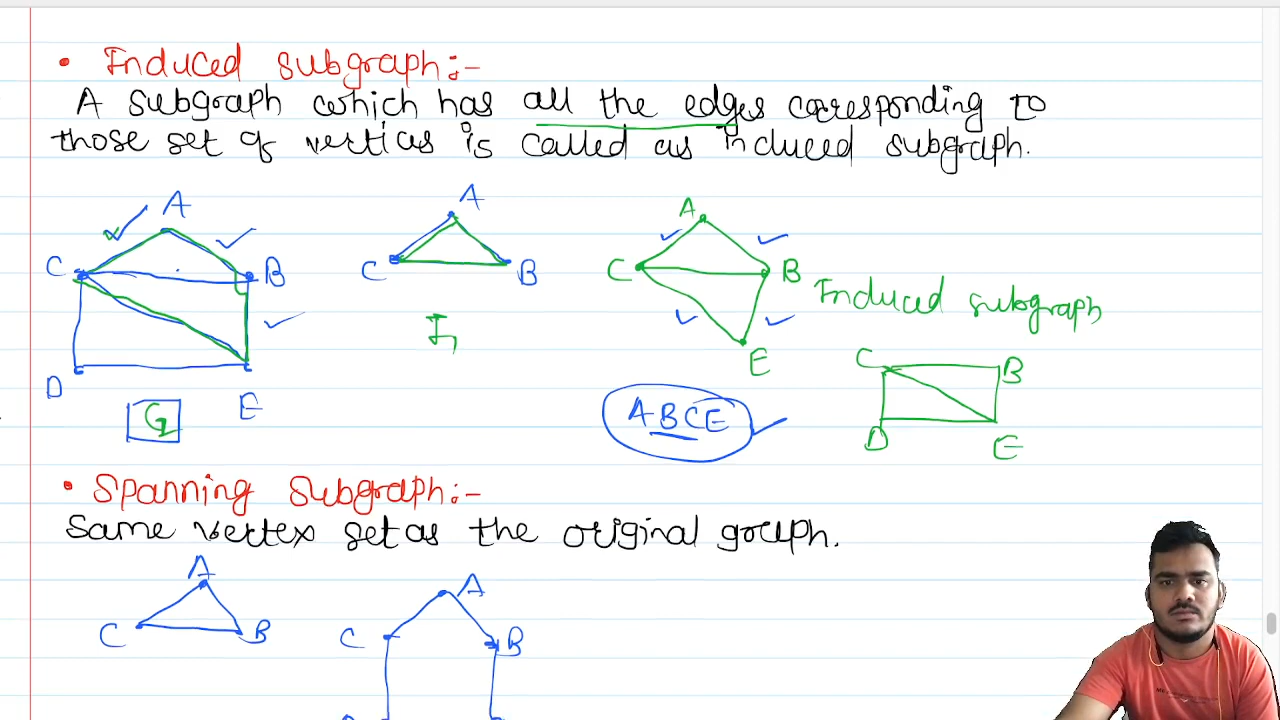 • Induced subgraph:-
A subgraph which has all the edges corresponding to
those set of verticus is called as induced subgraph.
A
C
B
D
E
G
A
C
B
I
A
C
B
E
Induced subgraph
ABCE
C
B
D
E
• Spanning Subgraph:-
Same vertex set as the original graph.
A
C
B
A
C
B